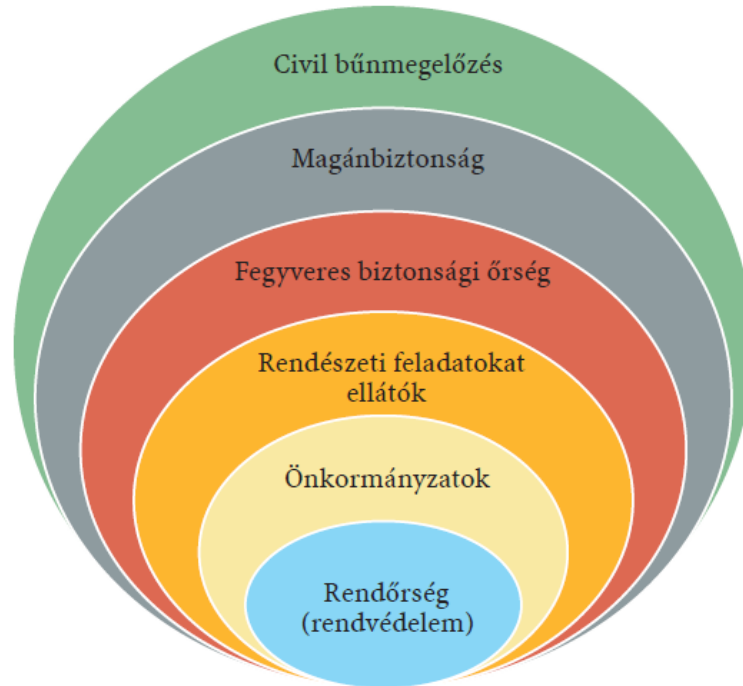 Civil bűnmegelőzés
Magánbiztonság
Fegyveres biztonsági őrség
Rendészeti feladatokat
ellátók
Önkormányzatok
Rendőrség
(rendvédelem)